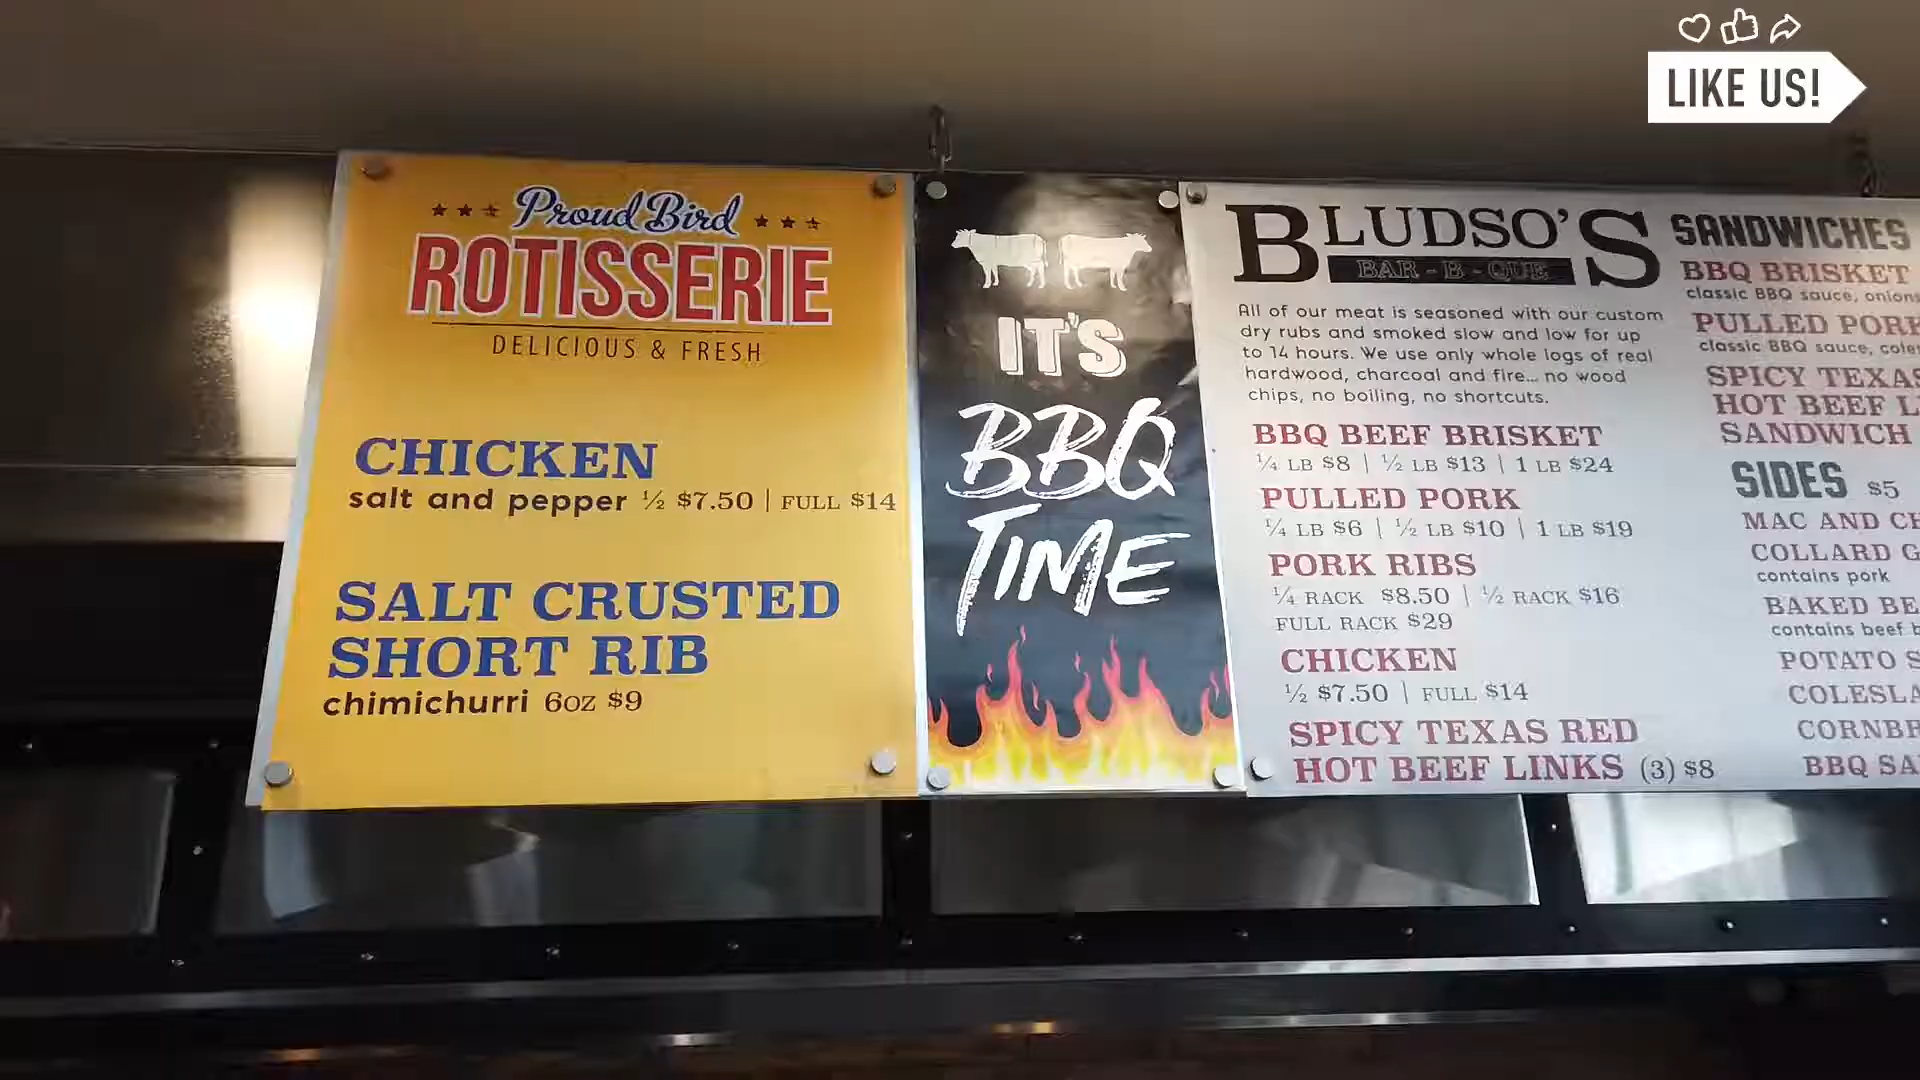 LIKE US!
Proud Bird
ROTISSERIE
DELICIOUS & FRESH
CHICKEN
salt and pepper ½ $7.50 | FULL $14
SALT CRUSTED
SHORT RIB
chimichurri 6oz $9
IT'S
BBQ
TIME
BLUDSO'S
BAR-B-QUE
All of our meat is seasoned with our custom
dry rubs and smoked slow and low for up
to 14 hours. We use only whole logs of real
hardwood, charcoal and fire... no wood
chips, no boiling, no shortcuts.
BBQ BEEF BRISKET
¼ LB $8 | ½ LB $13 | 1 LB $24
PULLED PORK
¼ LB $6 | ½ LB $10 | 1 LB $19
PORK RIBS
¼ RACK $8.50 | ½ RACK $16
FULL RACK $29
CHICKEN
½ $7.50 | FULL $14
SPICY TEXAS RED
HOT BEEF LINKS (3) $8
SANDWICHES
BBQ BRISKET
classic BBQ sauce, onions
PULLED PORK
classic BBQ sauce,
SPICY TEXAS
HOT BEEF
SANDWICH
SIDES $5
MAC AND
COLLARD
contains pork
BAKED
contains beef
POTATO
BBQ